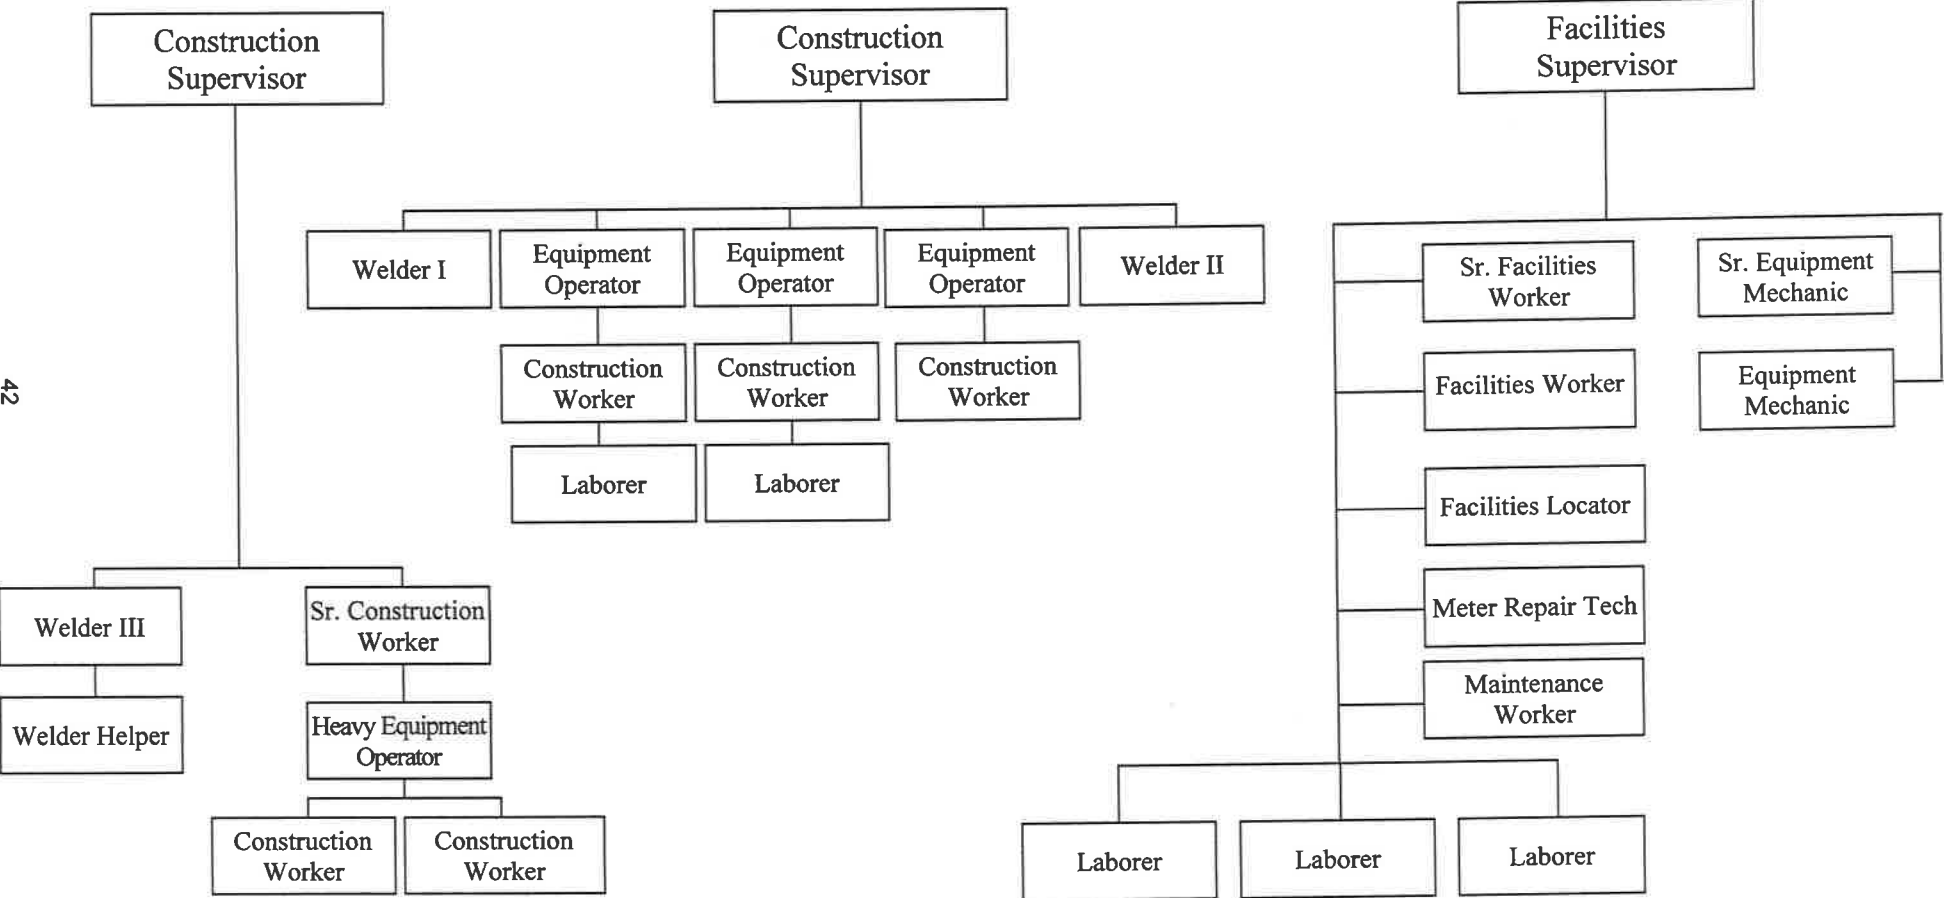 Construction
Supervisor
Construction
Supervisor
Facilities
Supervisor
Welder I
Equipment
Operator
Equipment
Operator
Equipment
Operator
Welder II
Construction
Worker
Construction
Worker
Construction
Worker
Laborer
Laborer
Sr. Facilities
Worker
Sr. Equipment
Mechanic
Facilities Worker
Equipment
Mechanic
Facilities Locator
Meter Repair Tech
Maintenance
Worker
Laborer
Laborer
Laborer
Welder III
Sr. Construction
Worker
Welder Helper
Heavy Equipment
Operator
Construction
Worker
Construction
Worker
42